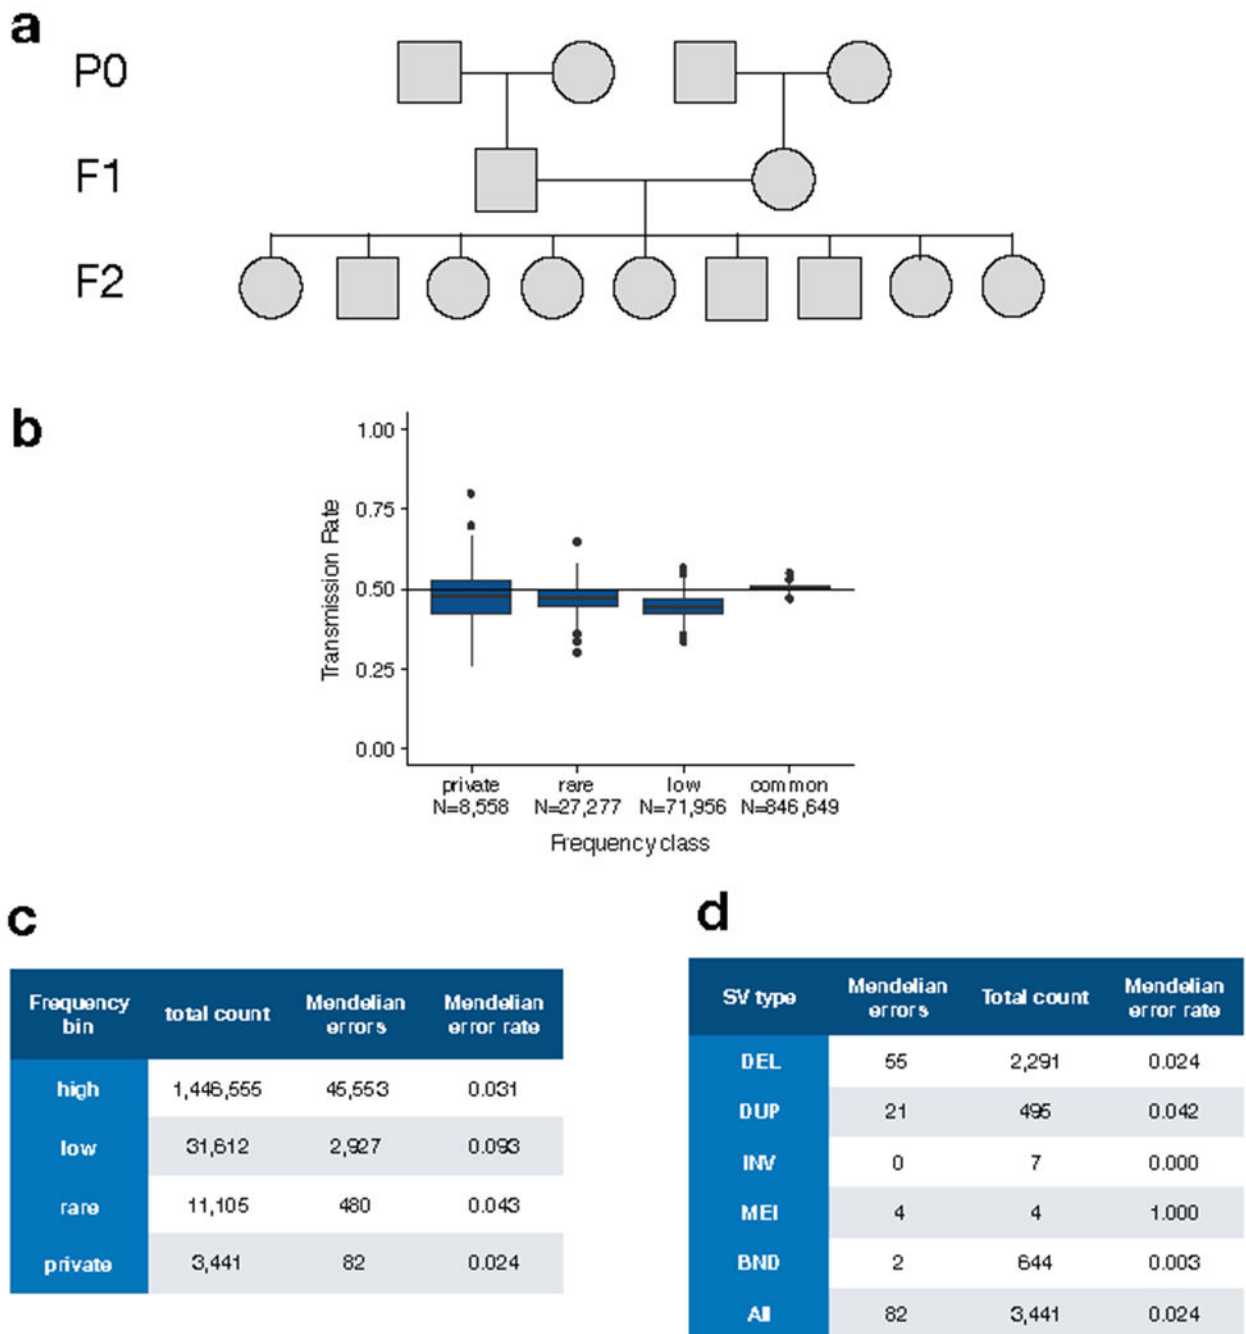 a
P0
F1
F2
b
1.00
0.75
0.50
0.25
0.00
Transmission Rate
private rare low common
N=8,558 N=27,277 N=71,956 N=846,649
Frequency class
c
Frequency bin total count Mendelian errors Mendelian error rate
high 1,446,555 45,553 0.031
low 31,612 2,927 0.093
rare 11,105 480 0.043
private 3,441 82 0.024
d
SV type Mendelian errors Total count Mendelian error rate
DEL 55 2,291 0.024
DUP 21 495 0.042
INV 0 7 0.000
MEI 4 4 1.000
BND 2 644 0.003
All 82 3,441 0.024